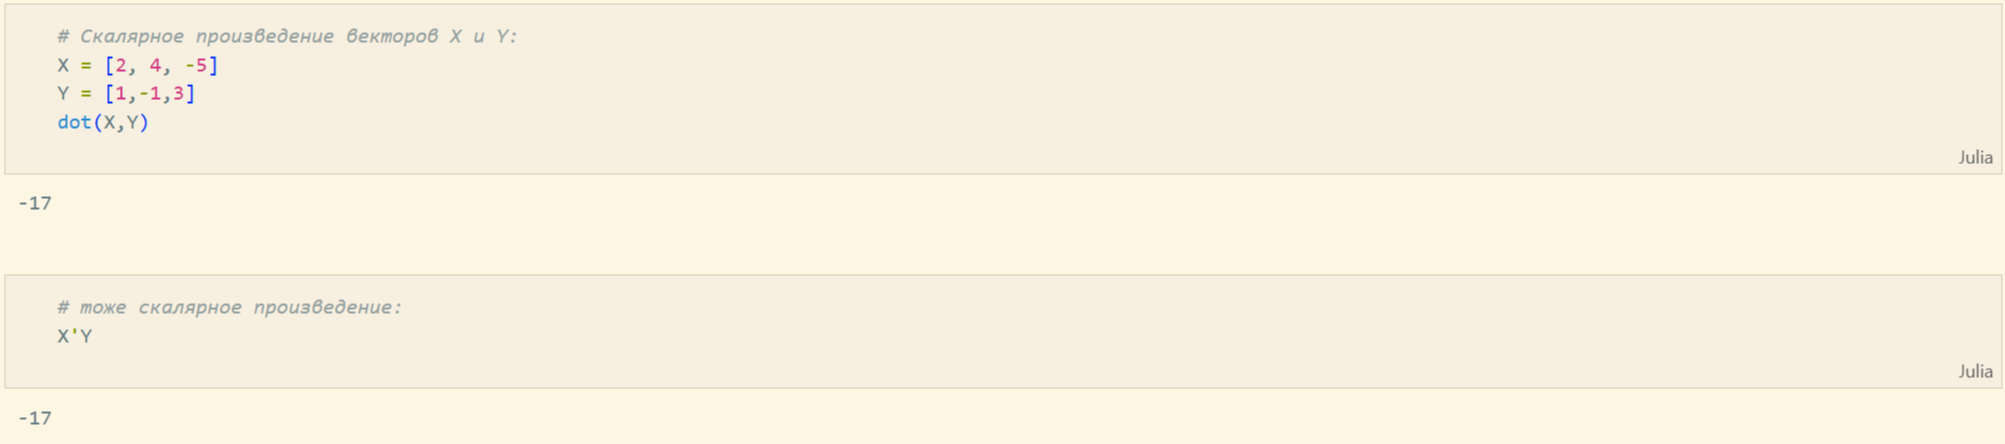 # Скалярное произведение векторов X и Y:
X = [2, 4, -5]
Y = [1,-1,3]
dot(X,Y)
Julia
-17
# тоже скалярное произведение:
X'Y
Julia
-17